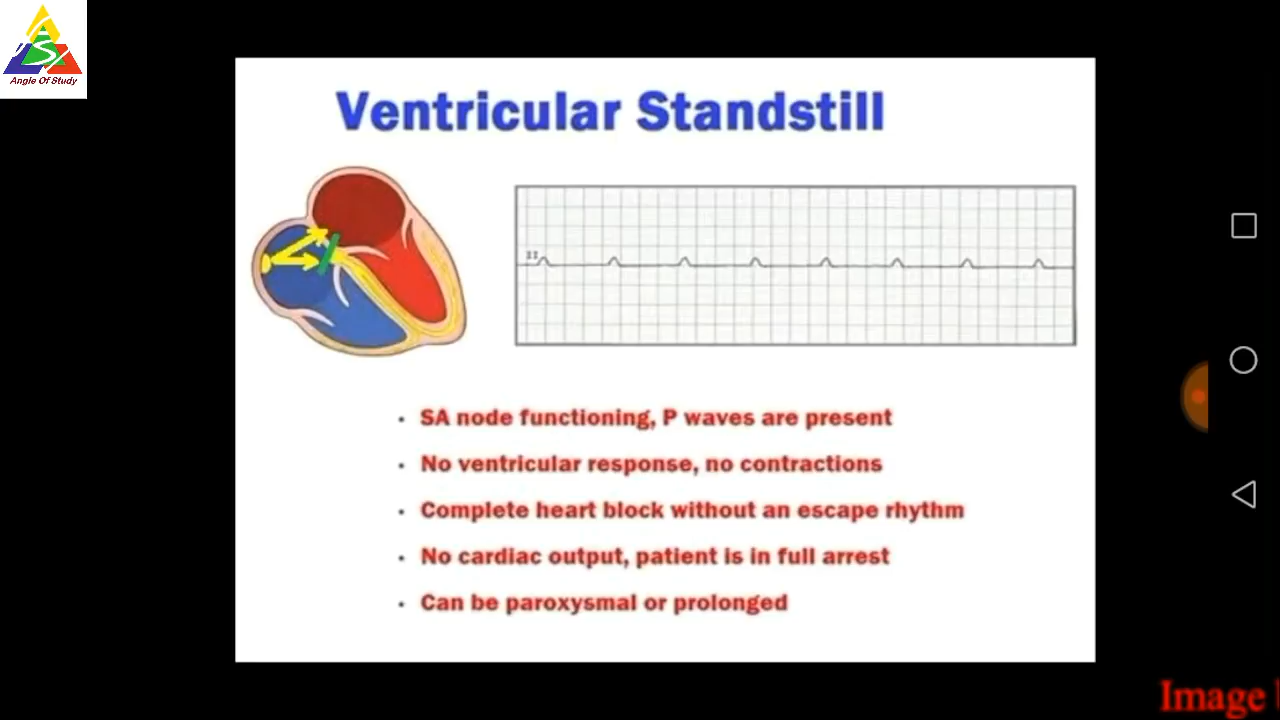 Angle Of Study
Ventricular Standstill
II
· SA node functioning, P waves are present
· No ventricular response, no contractions
· Complete heart block without an escape rhythm
· No cardiac output, patient is in full arrest
· Can be paroxysmal or prolonged
Image